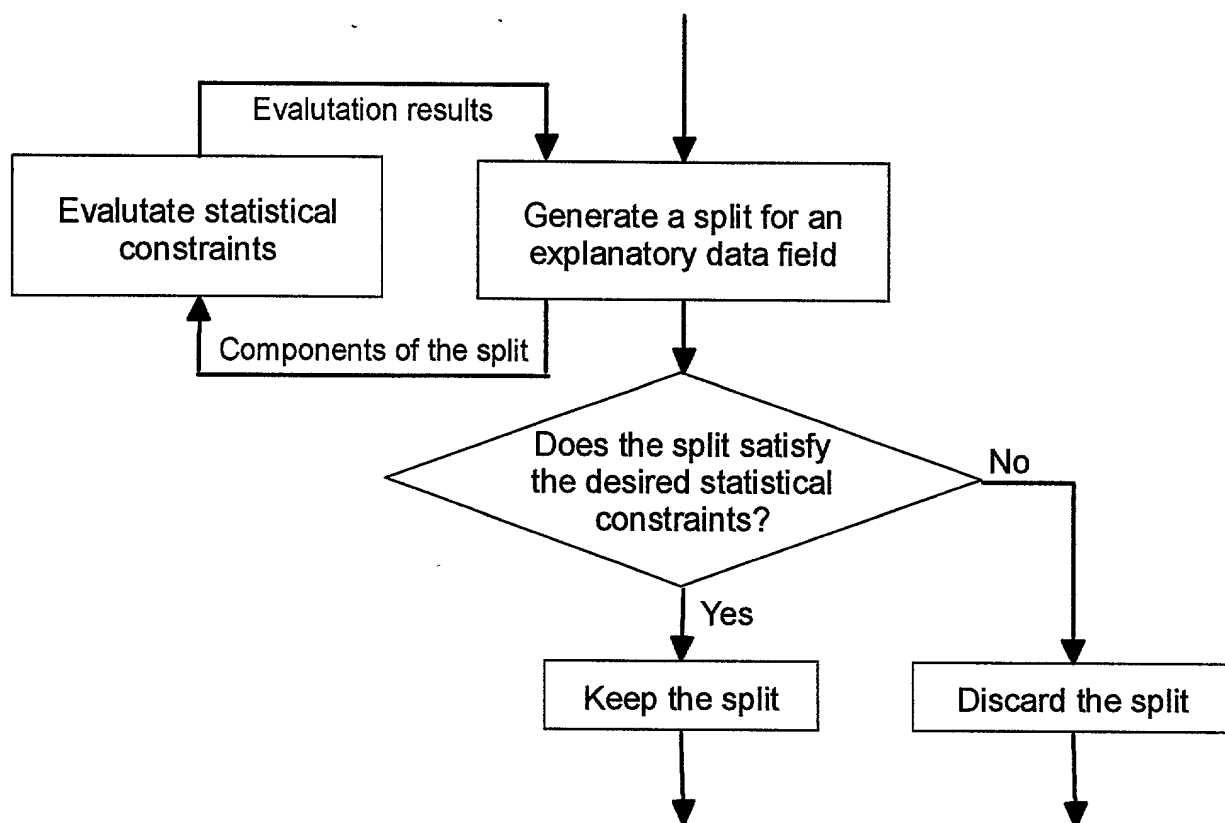 Evalutation results
Evalutate statistical
constraints
Generate a split for an
explanatory data field
Components of the split
Does the split satisfy
the desired statistical
constraints?
No
Yes
Keep the split
Discard the split